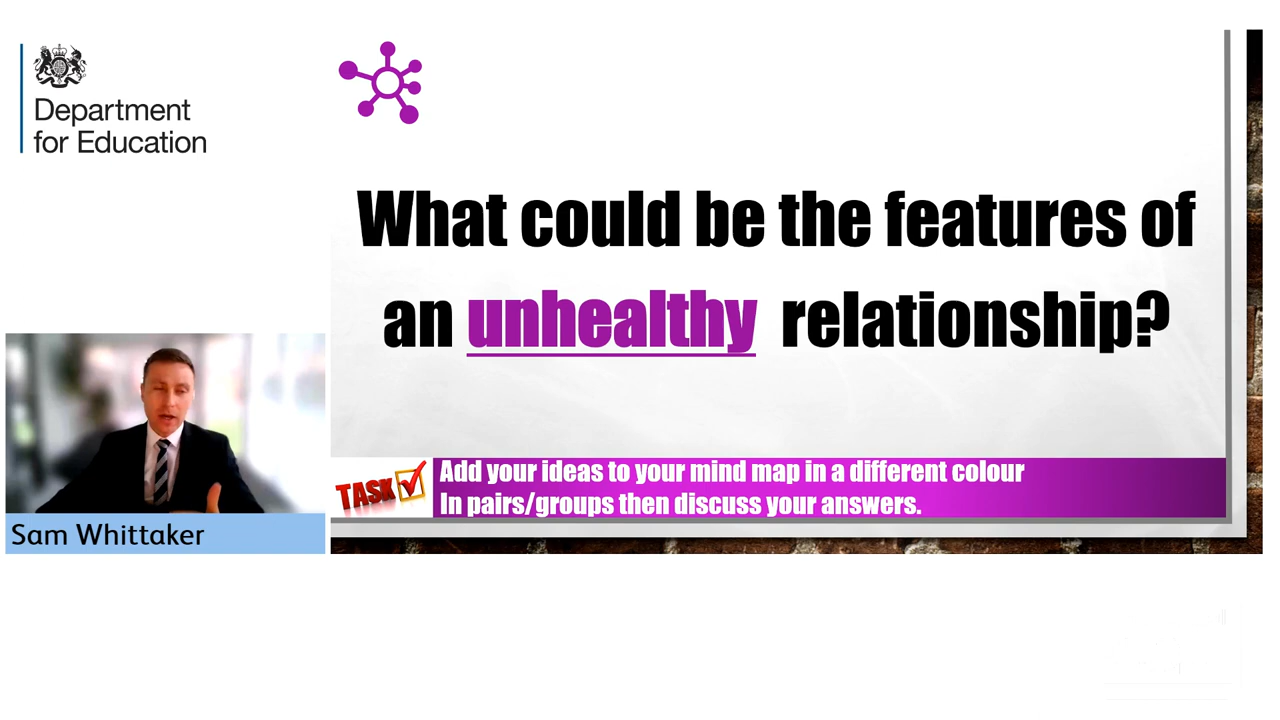 Department
for Education
What could be the features of
an unhealthy relationship?
TASK
Add your ideas to your mind map in a different colour
In pairs/groups then discuss your answers.
Sam Whittaker